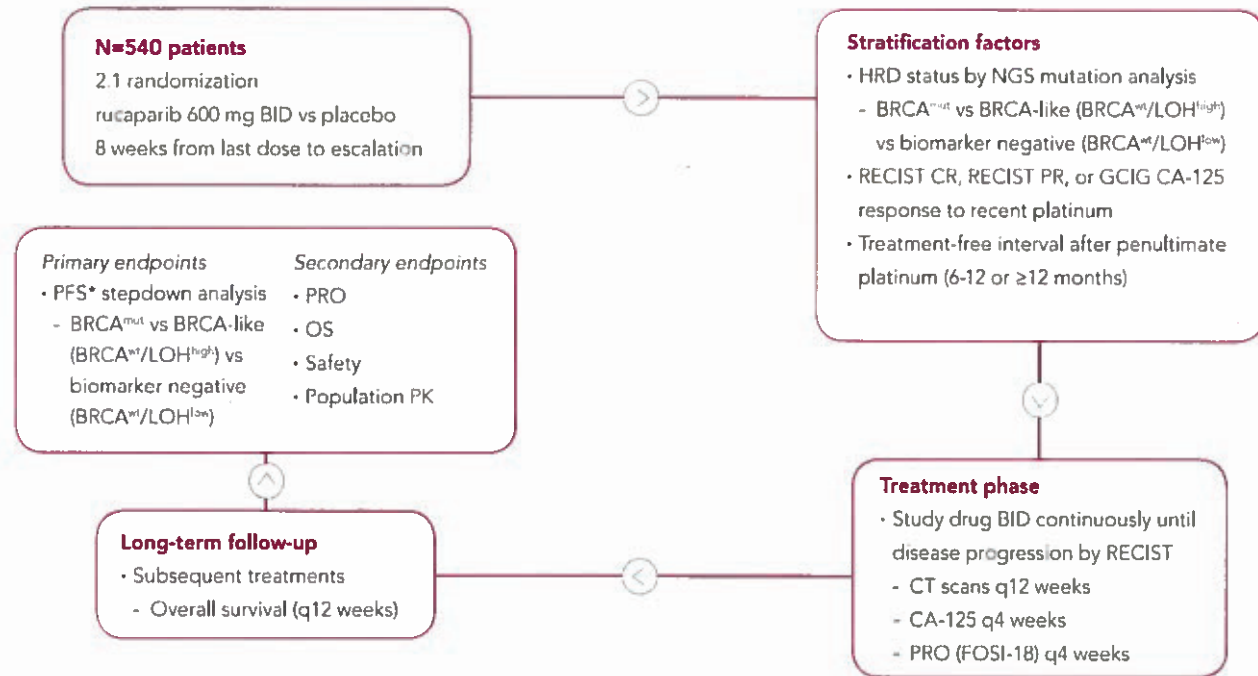 N=540 patients
2.1 randomization
rucaparib 600 mg BID vs placebo
8 weeks from last dose to escalation
Stratification factors
· HRD status by NGS mutation analysis
- BRCAᵐᵘᵗ vs BRCA-like (BRCAʷᵗ/LOHʰⁱᵍʰ)
vs biomarker negative (BRCAʷᵗ/LOHˡᵒʷ)
· RECIST CR, RECIST PR, or GCIG CA-125
response to recent platinum
· Treatment-free interval after penultimate
platinum (6-12 or ≥12 months)
Treatment phase
· Study drug BID continuously until
disease progression by RECIST
- CT scans q12 weeks
- CA-125 q4 weeks
- PRO (FOSI-18) q4 weeks
Long-term follow-up
· Subsequent treatments
- Overall survival (q12 weeks)
Primary endpoints
· PFS* stepdown analysis
- BRCAᵐᵘᵗ vs BRCA-like
(BRCAʷᵗ/LOHʰⁱᵍʰ) vs
biomarker negative
(BRCAʷᵗ/LOHˡᵒʷ)
Secondary endpoints
· PRO
· OS
· Safety
· Population PK